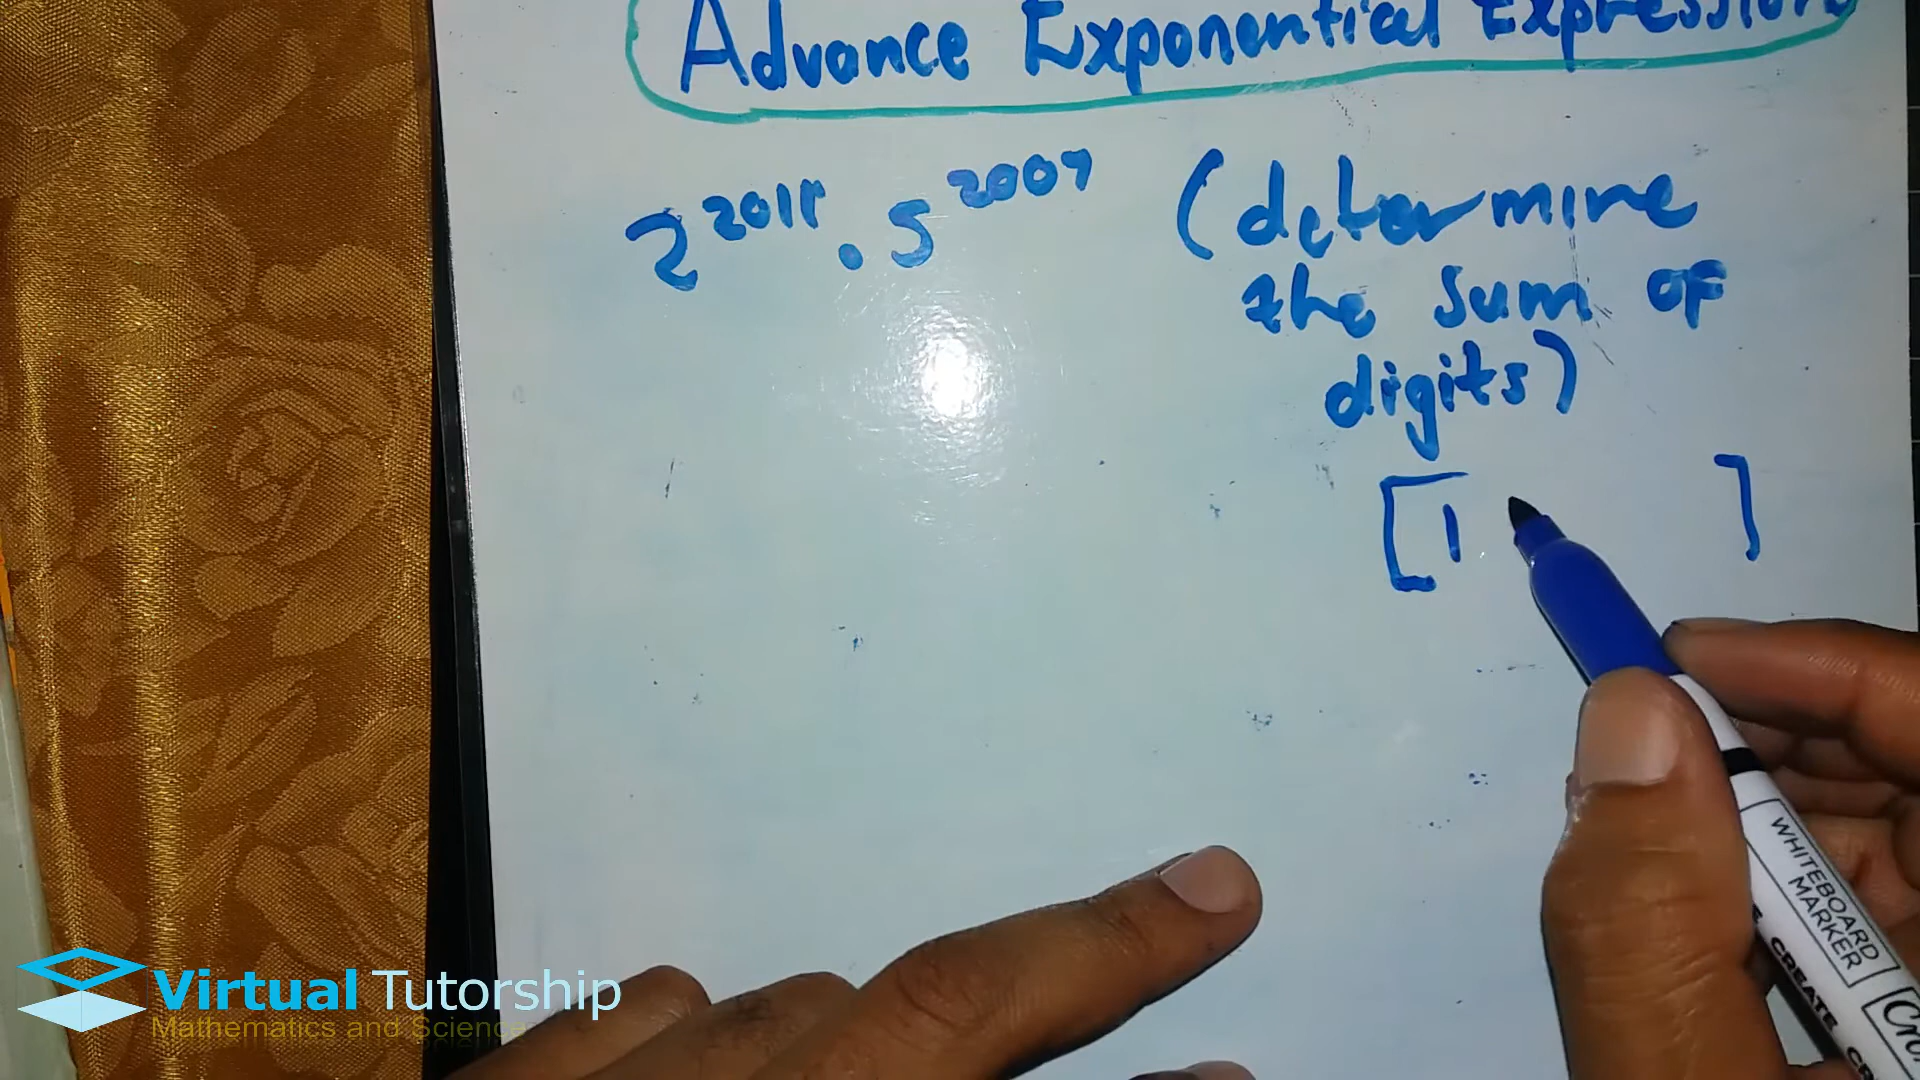 Advance Exponential Expression
2^2011 . 5^2007 (determine
the sum of
digits)
[1 ]
WHITEBOARD
MARKER
CREATE
Virtual Tutorship
Mathematics and Science